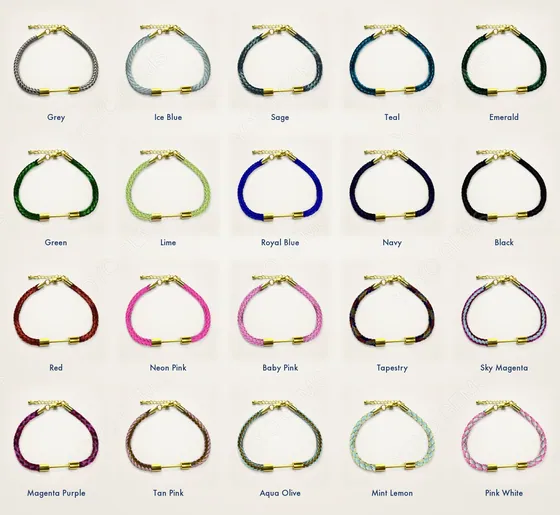 Grey
Ice Blue
Sage
Teal
Emerald
Green
Lime
Royal Blue
Navy
Black
Red
Neon Pink
Baby Pink
Tapestry
Sky Magenta
Magenta Purple
Tan Pink
Aqua Olive
Mint Lemon
Pink White